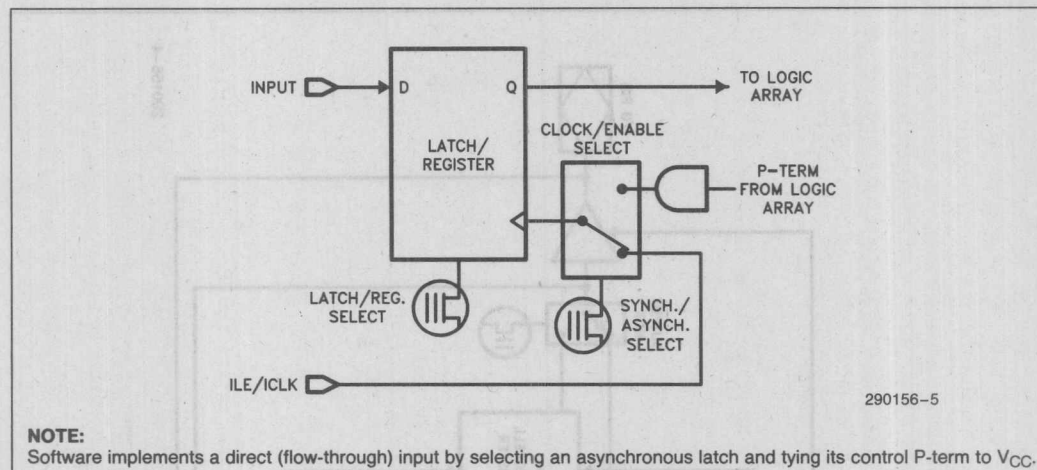 INPUT
D
Q
TO LOGIC
ARRAY
LATCH/
REGISTER
CLOCK/ENABLE
SELECT
P-TERM
FROM LOGIC
ARRAY
LATCH/REG.
SELECT
SYNCH./
ASYNCH.
SELECT
ILE/ICLK
290156-5
NOTE:
Software implements a direct (flow-through) input by selecting an asynchronous latch and tying its control P-term to VCC.